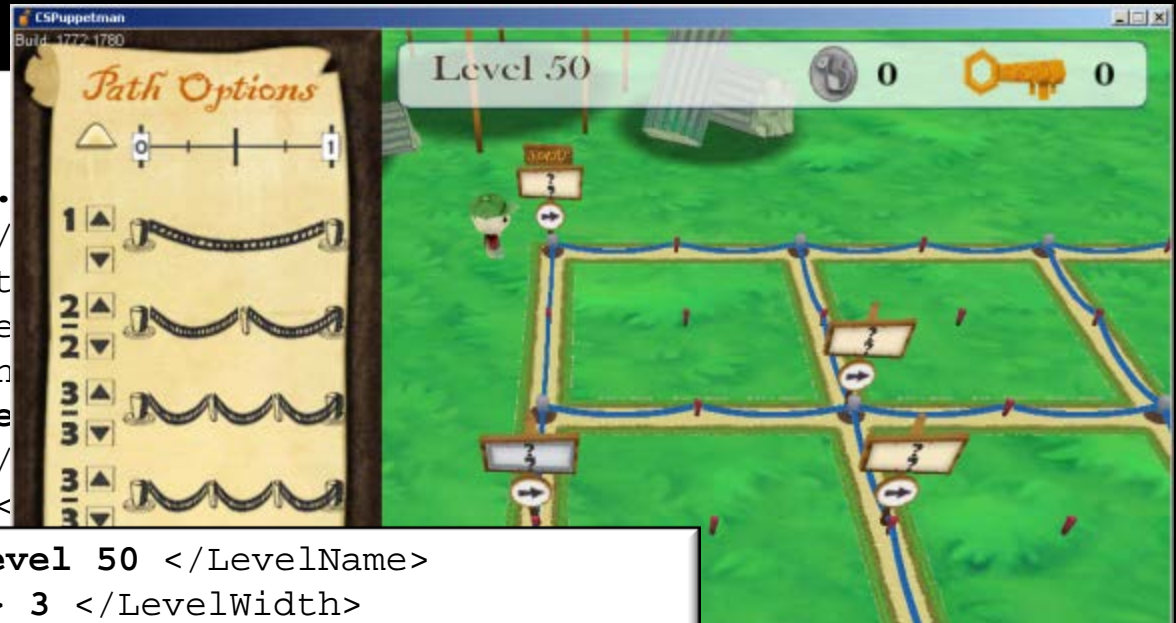 CSPuppetman
Build: 1772:1780
Path Options
0 1
1
2
2
3
3
3
3
Level 50 0 0
?
?
?
?
?
?
?
?
50 </LevelName>
3 </LevelWidth>